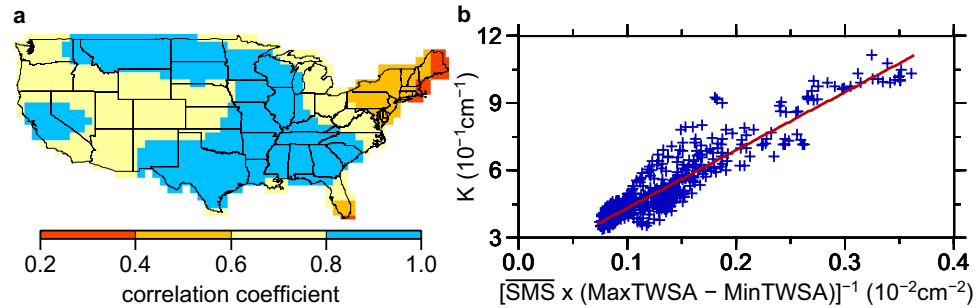 a
0.2 0.4 0.6 0.8 1.0
correlation coefficient
b
12
9
6
3
K (10⁻¹cm⁻¹)
0.0 0.1 0.2 0.3 0.4
[S̅M̅S̅ x (MaxTWSA − MinTWSA)]⁻¹ (10⁻²cm⁻²)